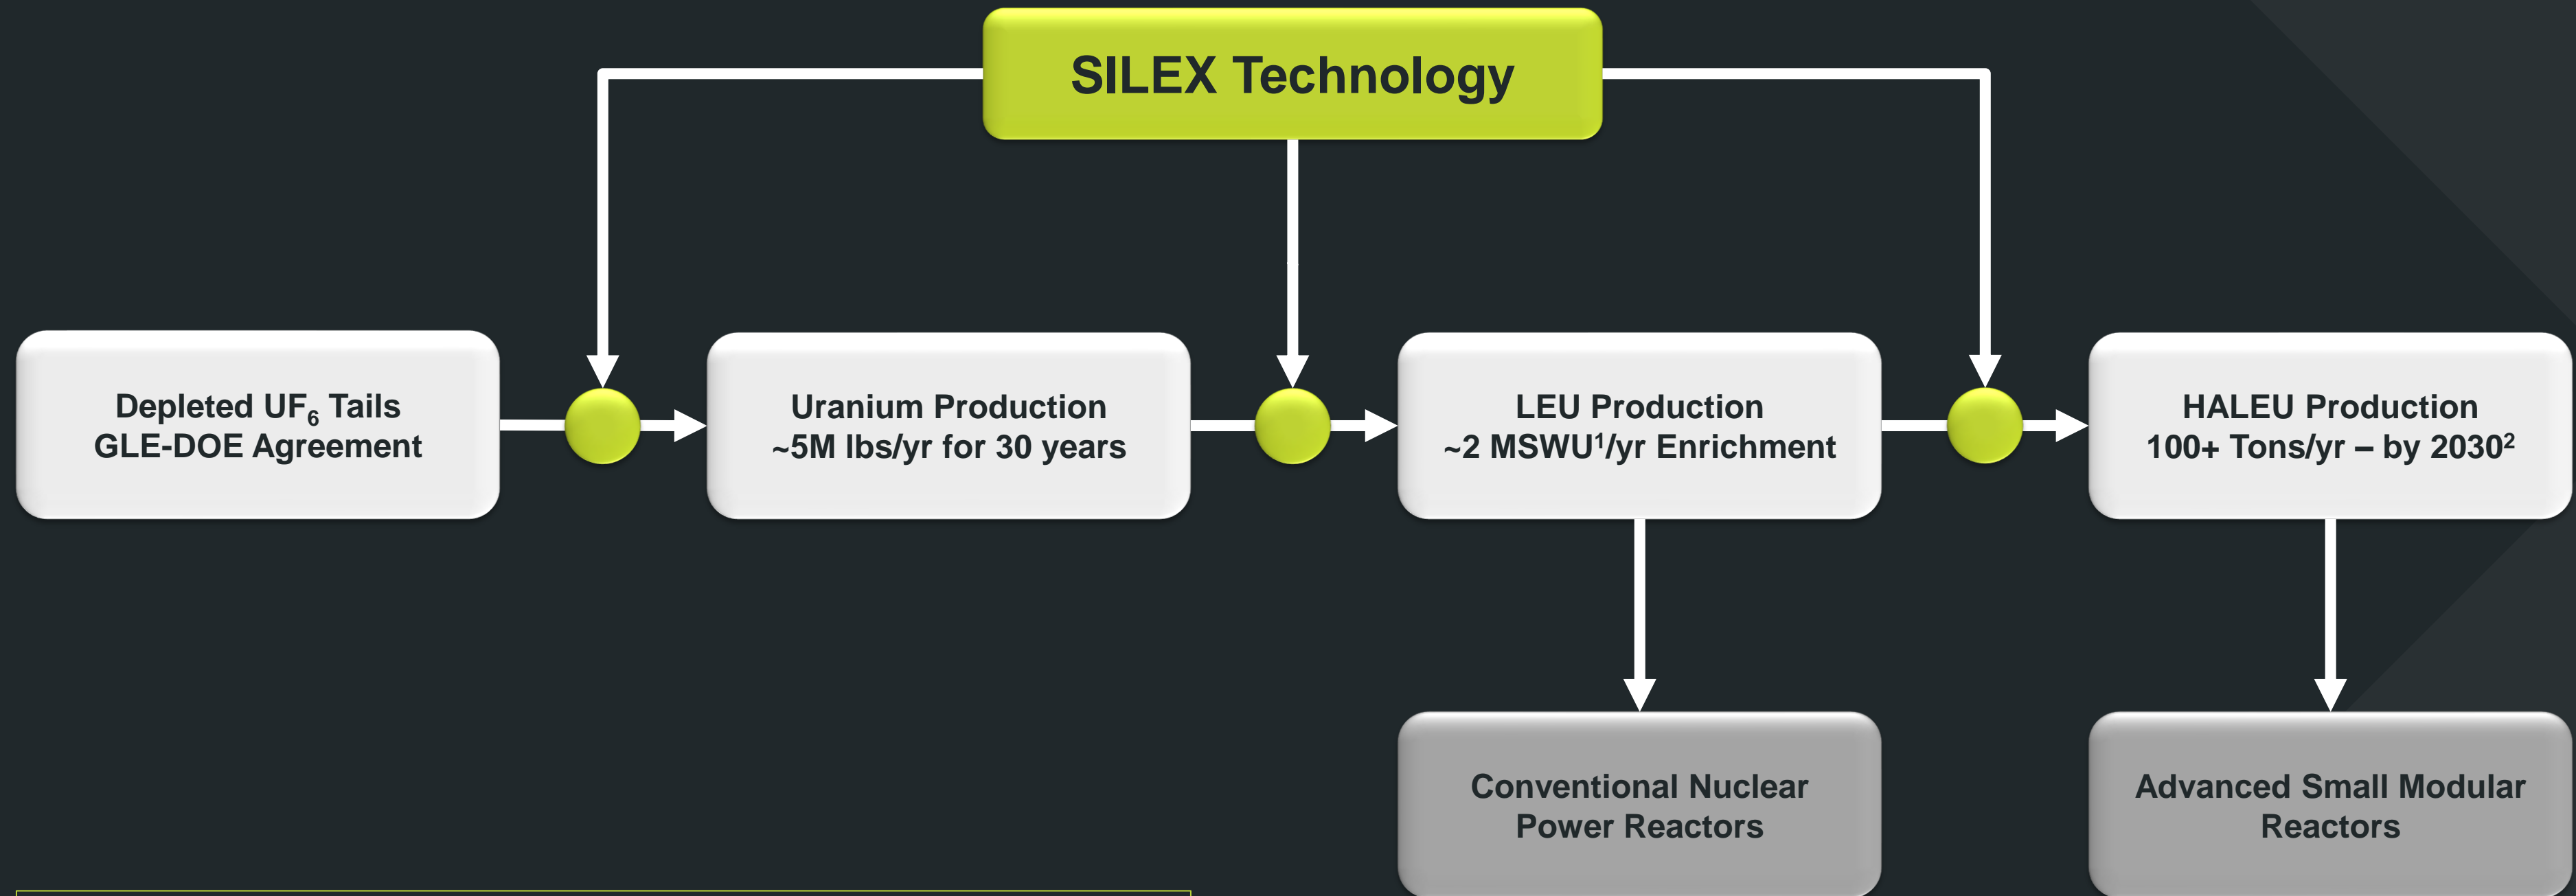 SILEX Technology
Depleted UF₆ Tails
GLE-DOE Agreement
Uranium Production
~5M lbs/yr for 30 years
LEU Production
~2 MSWU¹/yr Enrichment
HALEU Production
100+ Tons/yr – by 2030²
Conventional Nuclear
Power Reactors
Advanced Small Modular
Reactors